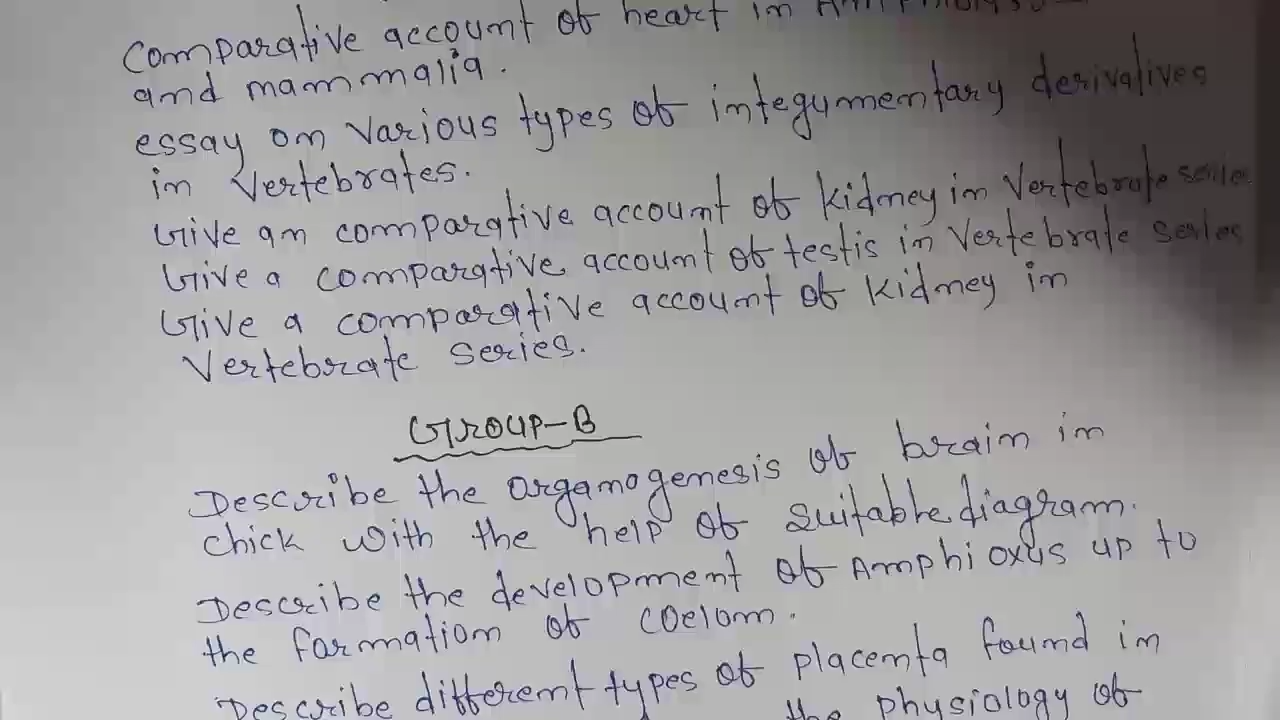 Comparative account of heart in
and mammalia.
essay on various types of integumentary derivatives
in Vertebrates.
Give an comparative account of kidney in Vertebrate serie
Give a comparative account of testis in Vertebrate series
Give a comparative account of kidney in
Vertebrate series.
Group-B
Describe the organogenesis of brain in
chick with the help of suitable diagram.
Describe the development of Amphioxus up to
the formation of coelom.
Describe different types of placenta found in
the physiology of